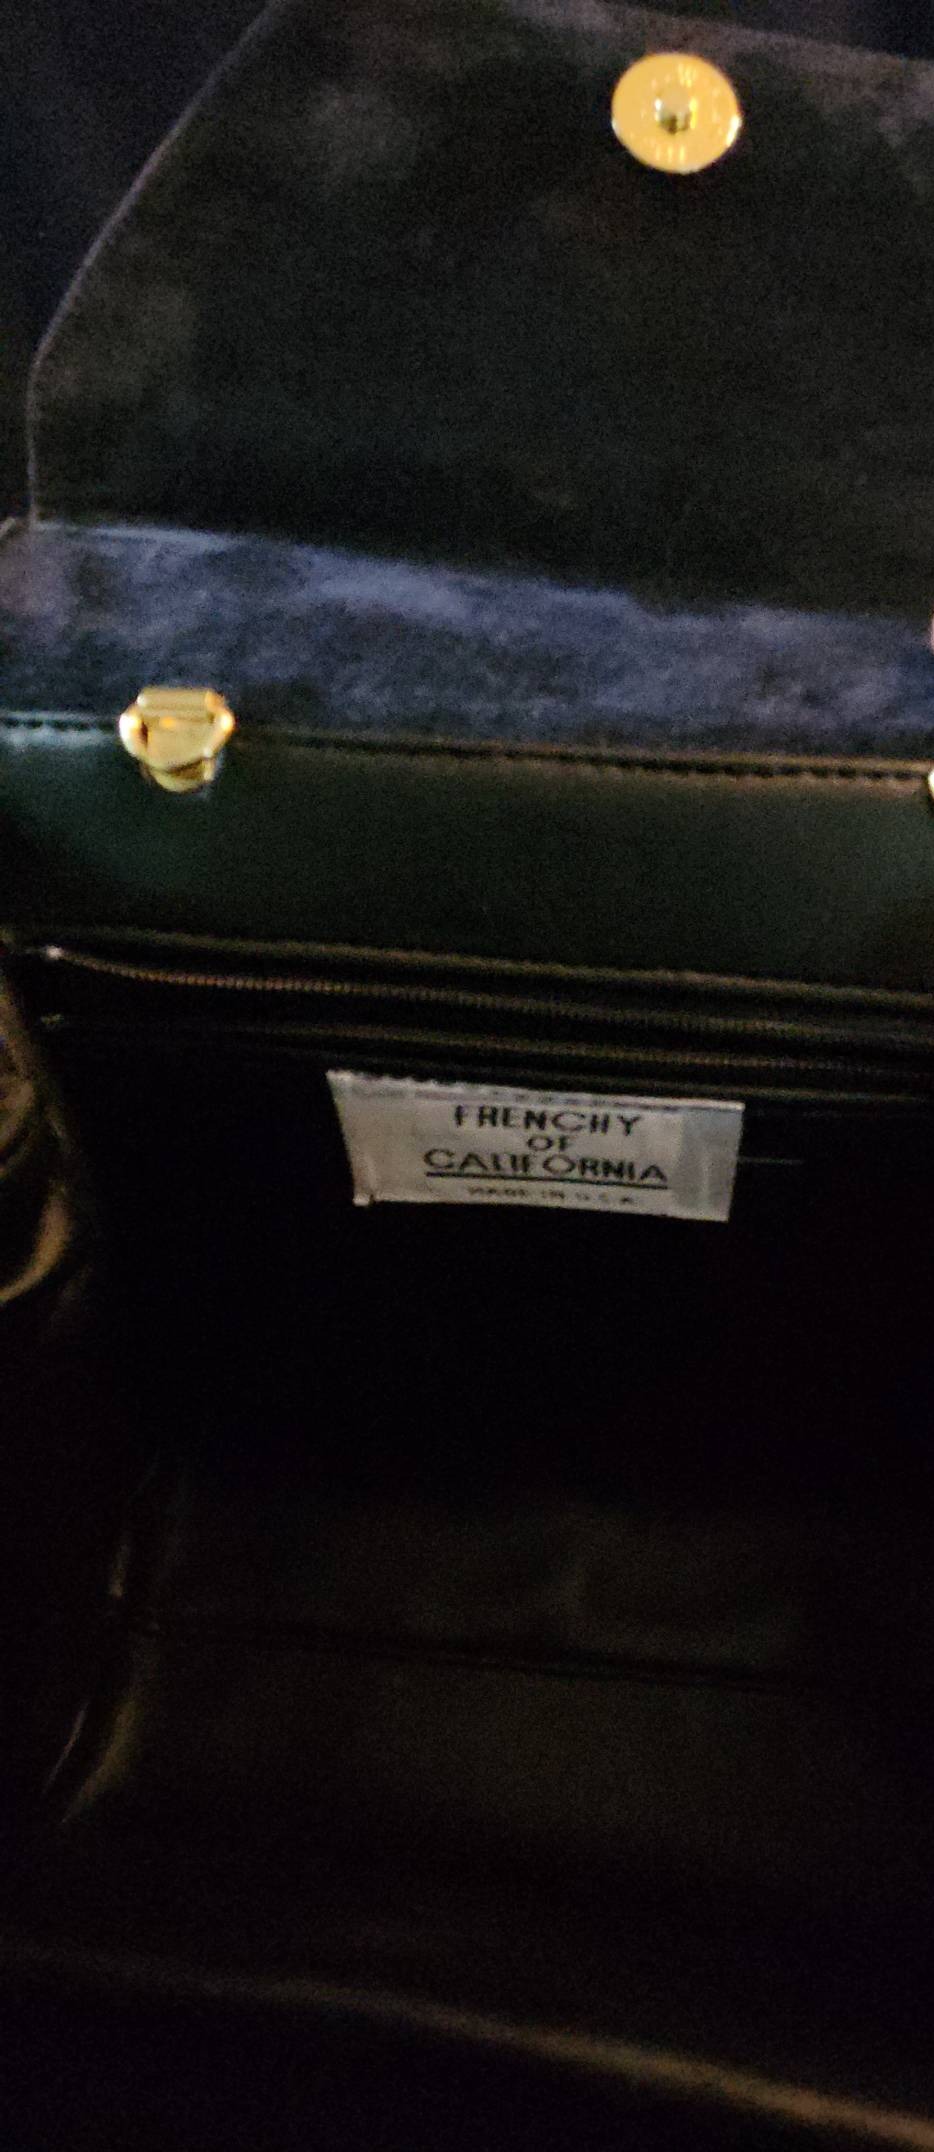 FRENCHY
OF
CALIFORNIA
MADE IN U.S.A.